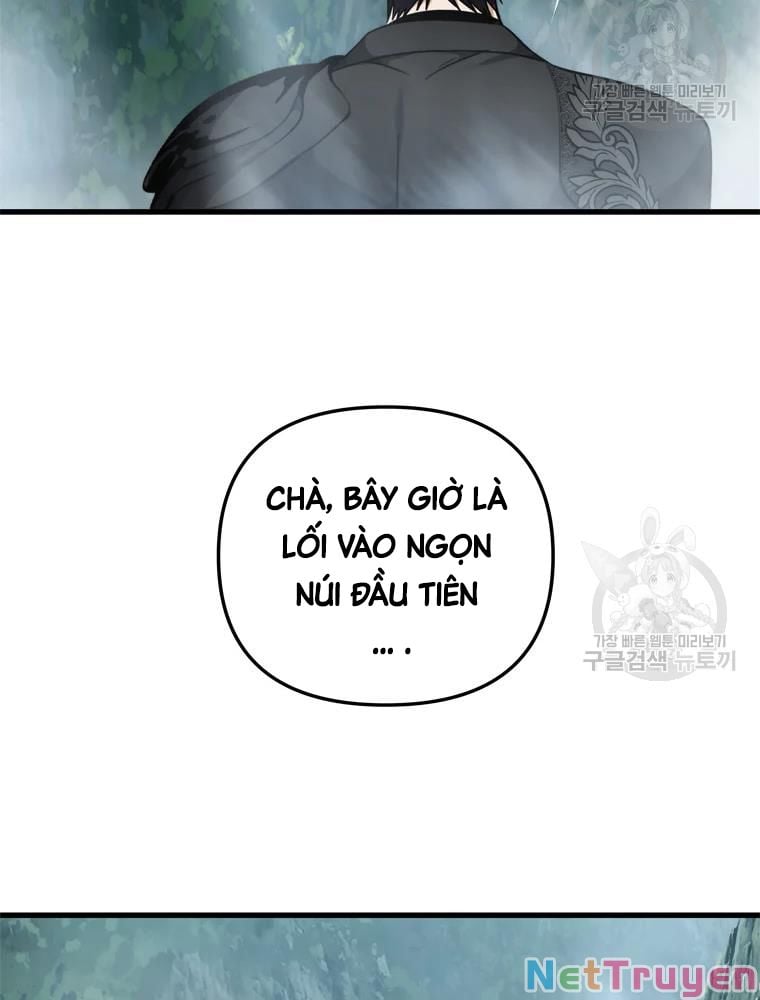 가장 빠른 웹툰 미리보기
구글검색 뉴토끼
CHÀ, BÂY GIỜ LÀ
LỐI VÀO NGỌN
NÚI ĐẦU TIÊN
... .
가장 빠른 웹툰 미리보기
구글검색 뉴토끼
NetTruyen